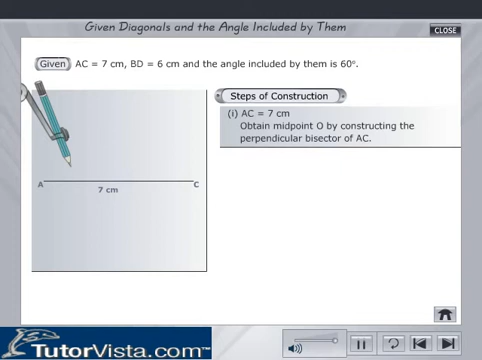 Given Diagonals and the Angle Included by Them
CLOSE
Given AC = 7 cm, BD = 6 cm and the angle included by them is 60°.
Steps of Construction
(i) AC = 7 cm
Obtain midpoint O by constructing the
perpendicular bisector of AC.
A C
7 cm
TutorVista.com™